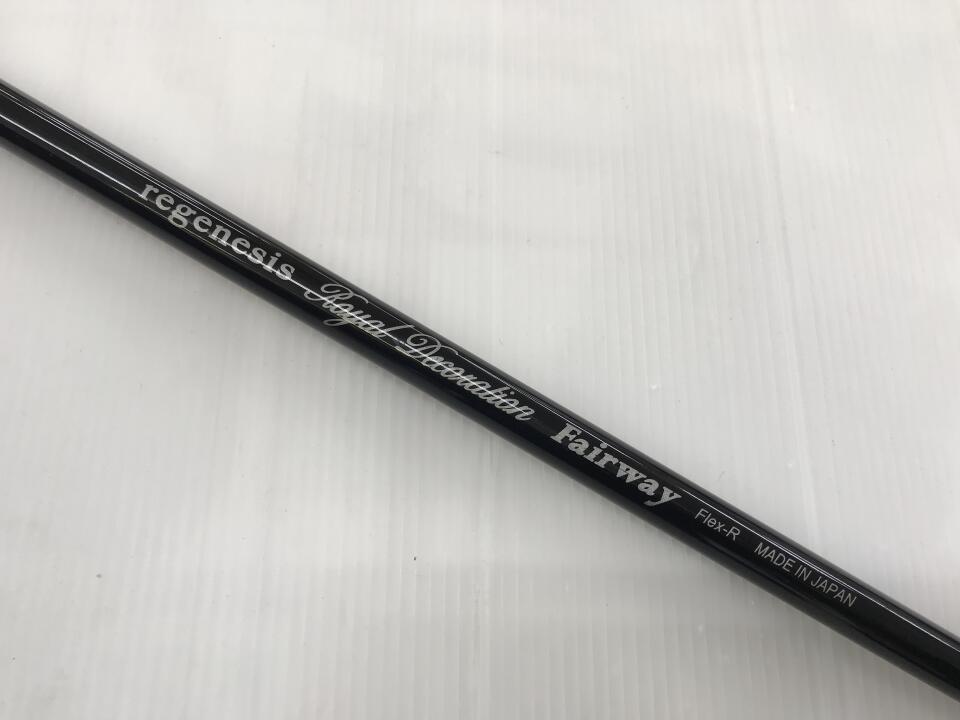 regenesis Royal Decoration Fairway Flex-R MADE IN JAPAN